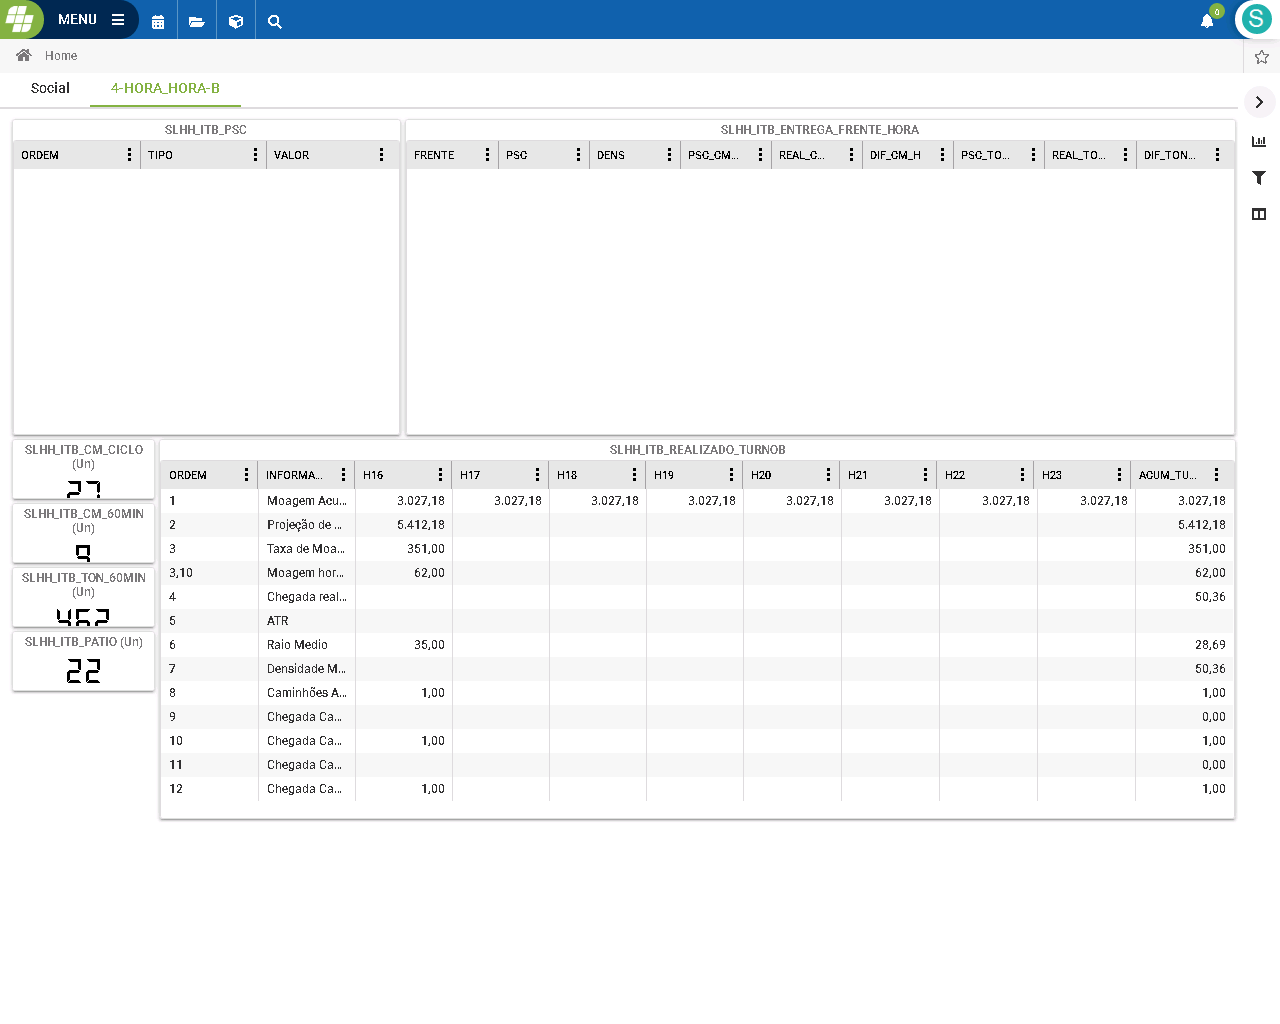 MENU
0
S
Home
Social 4-HORA_HORA-B
SLHH_ITB_PSC
ORDEM TIPO VALOR
SLHH_ITB_ENTREGA_FRENTE_HORA
FRENTE PSC DENS PSC_CM... REAL_C... DIF_CM_H PSC_TO... REAL_TO... DIF_TON...
SLHH_ITB_CM_CICLO
(Un)
27
SLHH_ITB_CM_60MIN
(Un)
9
SLHH_ITB_TON_60MIN
(Un)
462
SLHH_ITB_PATIO (Un)
22
SLHH_ITB_REALIZADO_TURNOB
ORDEM INFORMA... H16 H17 H18 H19 H20 H21 H22 H23 ACUM_TU...
1 Moagem Acu... 3.027,18 3.027,18 3.027,18 3.027,18 3.027,18 3.027,18 3.027,18 3.027,18 3.027,18
2 Projeção de ... 5.412,18 5.412,18
3 Taxa de Moa... 351,00 351,00
3,10 Moagem hor... 62,00 62,00
4 Chegada real... 50,36
5 ATR
6 Raio Medio 35,00 28,69
7 Densidade M... 50,36
8 Caminhões A... 1,00 1,00
9 Chegada Ca... 0,00
10 Chegada Ca... 1,00 1,00
11 Chegada Ca... 0,00
12 Chegada Ca... 1,00 1,00